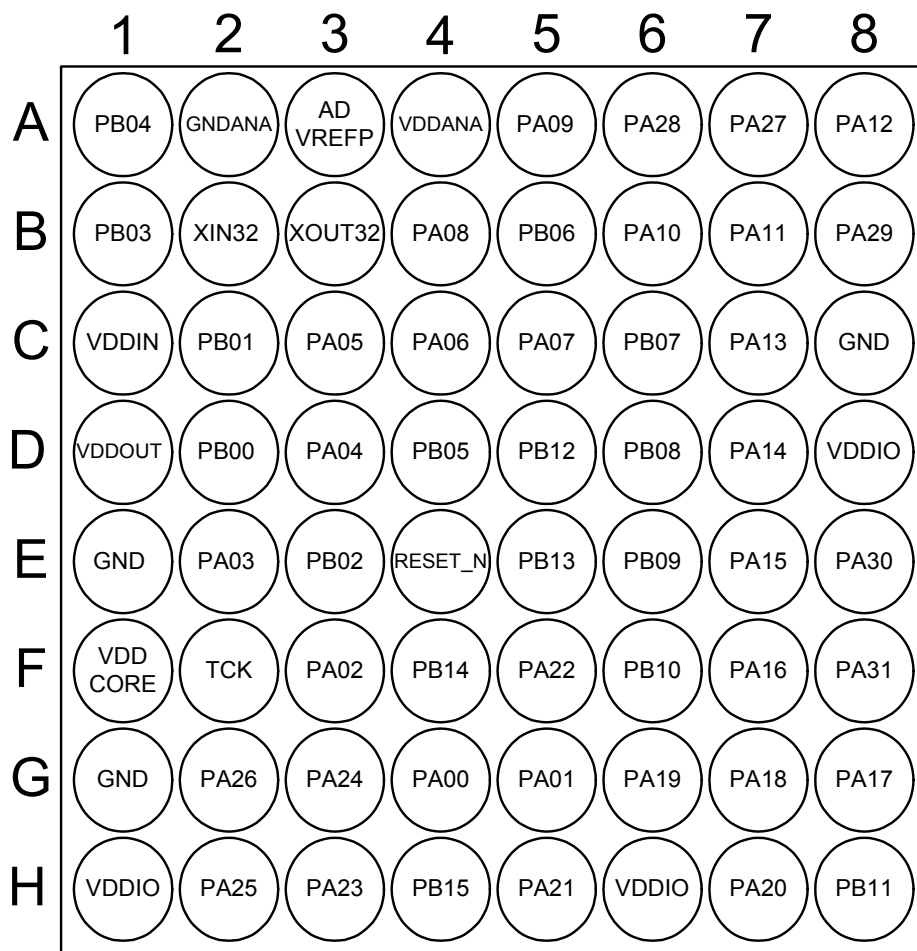 1 2 3 4 5 6 7 8
A PB04 GNDANA AD VREFP VDDANA PA09 PA28 PA27 PA12
B PB03 XIN32 XOUT32 PA08 PB06 PA10 PA11 PA29
C VDDIN PB01 PA05 PA06 PA07 PB07 PA13 GND
D VDDOUT PB00 PA04 PB05 PB12 PB08 PA14 VDDIO
E GND PA03 PB02 RESET_N PB13 PB09 PA15 PA30
F VDD CORE TCK PA02 PB14 PA22 PB10 PA16 PA31
G GND PA26 PA24 PA00 PA01 PA19 PA18 PA17
H VDDIO PA25 PA23 PB15 PA21 VDDIO PA20 PB11